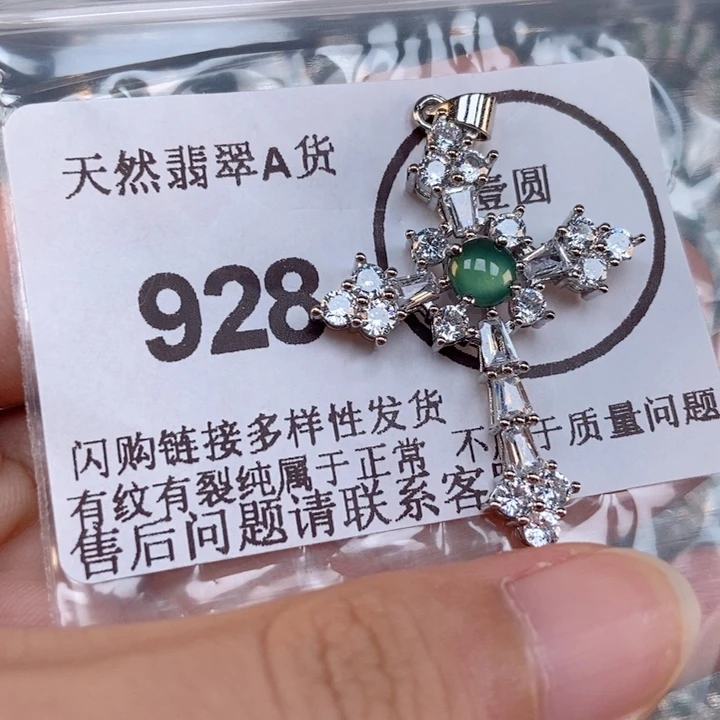 天然翡翠A货
壹圆
928
闪购链接多样性发货
有纹有裂纯属于正常 不 于质量问题
售后问题请联系客